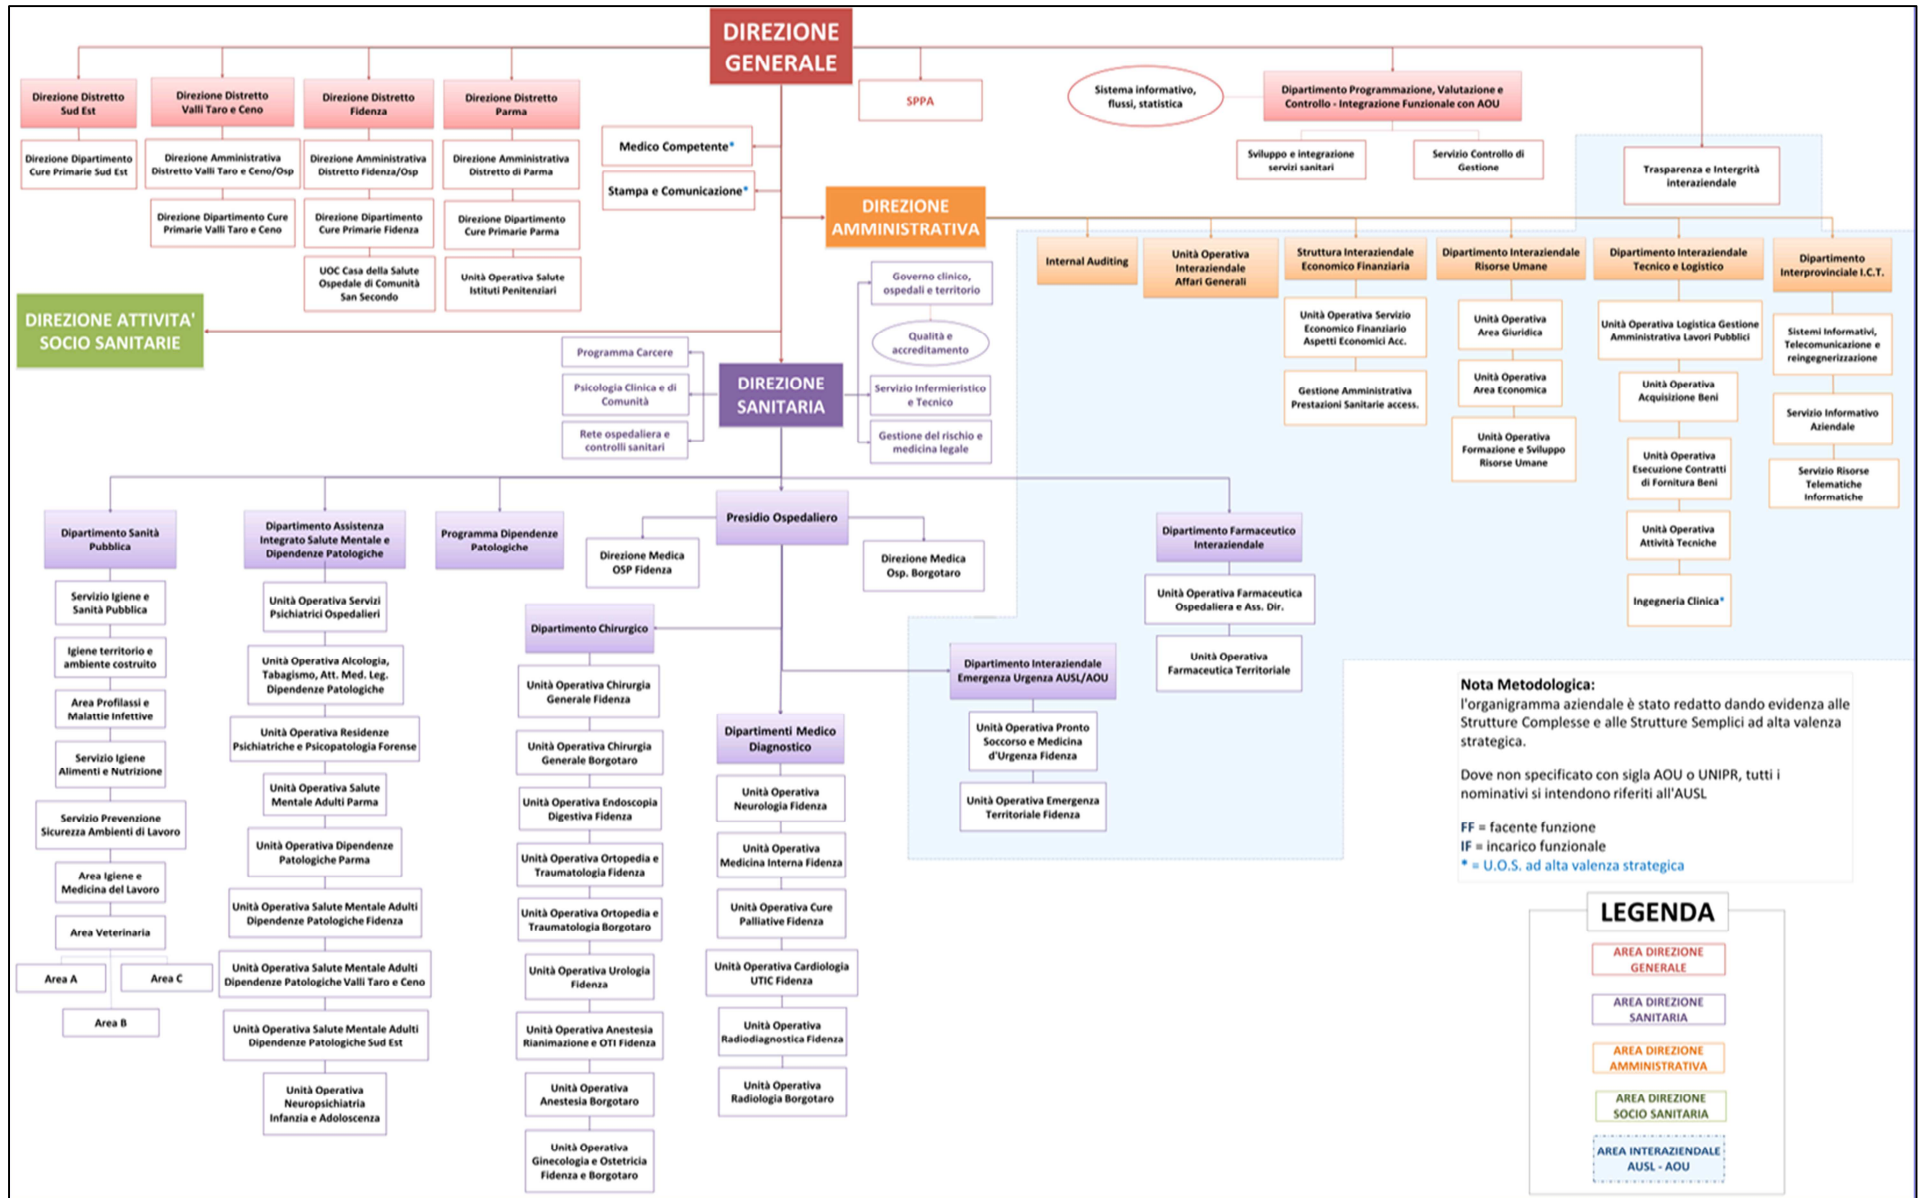 DIREZIONE
GENERALE
Direzione Distretto
Sud Est
Direzione Dipartimento
Cure Primarie Sud Est
Direzione Distretto
Valli Taro e Ceno
Direzione Amministrativa
Distretto Valli Taro e Ceno/Osp
Direzione Dipartimento Cure
Primarie Valli Taro e Ceno
Direzione Distretto
Fidenza
Direzione Amministrativa
Distretto Fidenza/Osp
Direzione Dipartimento
Cure Primarie Fidenza
UOC Casa della Salute
Ospedale di Comunità
San Secondo
Direzione Distretto
Parma
Direzione Amministrativa
Distretto di Parma
Direzione Dipartimento
Cure Primarie Parma
Unità Operativa Salute
Istituti Penitenziari
SPPA
Medico Competente*
Stampa e Comunicazione*
Sistema informativo,
flussi, statistica
Dipartimento Programmazione, Valutazione e
Controllo - Integrazione Funzionale con AOU
Sviluppo e integrazione
servizi sanitari
Servizio Controllo di
Gestione
Trasparenza e Intergrità
interaziendale
DIREZIONE
AMMINISTRATIVA
Internal Auditing
Unità Operativa
Interaziendale
Affari Generali
Struttura Interaziendale
Economico Finanziaria
Unità Operativa Servizio
Economico Finanziario
Aspetti Economici Acc.
Gestione Amministrativa
Prestazioni Sanitarie access.
Dipartimento Interaziendale
Risorse Umane
Unità Operativa
Area Giuridica
Unità Operativa
Area Economica
Unità Operativa
Formazione e Sviluppo
Risorse Umane
Dipartimento Interaziendale
Tecnico e Logistico
Unità Operativa Logistica Gestione
Amministrativa Lavori Pubblici
Unità Operativa
Acquisizione Beni
Unità Operativa
Esecuzione Contratti
di Fornitura Beni
Unità Operativa
Attività Tecniche
Ingegneria Clinica*
Dipartimento
Interprovinciale I.C.T.
Sistemi Informativi,
Telecomunicazione e
reingegnerizzazione
Servizio Informativo
Aziendale
Servizio Risorse
Telematiche
Informatiche
DIREZIONE ATTIVITA'
SOCIO SANITARIE
DIREZIONE
SANITARIA
Programma Carcere
Psicologia Clinica e di
Comunità
Rete ospedaliera e
controlli sanitari
Governo clinico,
ospedali e territorio
Qualità e
accreditamento
Servizio Infermieristico
e Tecnico
Gestione del rischio e
medicina legale
Dipartimento Sanità
Pubblica
Servizio Igiene e
Sanità Pubblica
Igiene territorio e
ambiente costruito
Area Profilassi e
Malattie Infettive
Servizio Igiene
Alimenti e Nutrizione
Servizio Prevenzione
Sicurezza Ambienti di Lavoro
Area Igiene e
Medicina del Lavoro
Area Veterinaria
Area A
Area C
Area B
Dipartimento Assistenza
Integrato Salute Mentale e
Dipendenze Patologiche
Unità Operativa Servizi
Psichiatrici Ospedalieri
Unità Operativa Alcologia,
Tabagismo, Att. Med. Leg.
Dipendenze Patologiche
Unità Operativa Residenze
Psichiatriche e Psicopatologia Forense
Unità Operativa Salute
Mentale Adulti Parma
Unità Operativa Dipendenze
Patologiche Parma
Unità Operativa Salute Mentale Adulti
Dipendenze Patologiche Fidenza
Unità Operativa Salute Mentale Adulti
Dipendenze Patologiche Valli Taro e Ceno
Unità Operativa Salute Mentale Adulti
Dipendenze Patologiche Sud Est
Unità Operativa
Neuropsichiatria
Infanzia e Adoloscenza
Programma Dipendenze
Patologiche
Presidio Ospedaliero
Direzione Medica
OSP Fidenza
Direzione Medica
Osp. Borgotaro
Dipartimento Chirurgico
Unità Operativa Chirurgia
Generale Fidenza
Unità Operativa Chirurgia
Generale Borgotaro
Unità Operativa Endoscopia
Digestiva Fidenza
Unità Operativa Ortopedia e
Traumatologia Fidenza
Unità Operativa Ortopedia e
Traumatologia Borgotaro
Unità Operativa Urologia
Fidenza
Unità Operativa Anestesia
Rianimazione e OTI Fidenza
Unità Operativa
Anestesia Borgotaro
Unità Operativa
Ginecologia e Ostetricia
Fidenza e Borgotaro
Dipartimenti Medico
Diagnostico
Unità Operativa
Neurologia Fidenza
Unità Operativa
Medicina Interna Fidenza
Unità Operativa Cure
Palliative Fidenza
Unità Operativa Cardiologia
UTIC Fidenza
Unità Operativa
Radiodiagnostica Fidenza
Unità Operativa
Radiologia Borgotaro
Dipartimento Interaziendale
Emergenza Urgenza AUSL/AOU
Unità Operativa Pronto
Soccorso e Medicina
d'Urgenza Fidenza
Unità Operativa Emergenza
Territoriale Fidenza
Dipartimento Farmaceutico
Interaziendale
Unità Operativa Farmaceutica
Ospedaliera e Ass. Dir.
Unità Operativa
Farmaceutica Territoriale
Nota Metodologica:
l'organigramma aziendale è stato redatto dando evidenza alle
Strutture Complesse e alle Strutture Semplici ad alta valenza
strategica.
Dove non specificato con sigla AOU o UNIPR, tutti i
nominativi si intendono riferiti all'AUSL
FF = facente funzione
IF = incarico funzionale
* = U.O.S. ad alta valenza strategica
LEGENDA
AREA DIREZIONE
GENERALE
AREA DIREZIONE
SANITARIA
AREA DIREZIONE
AMMINISTRATIVA
AREA DIREZIONE
SOCIO SANITARIA
AREA INTERAZIENDALE
AUSL - AOU